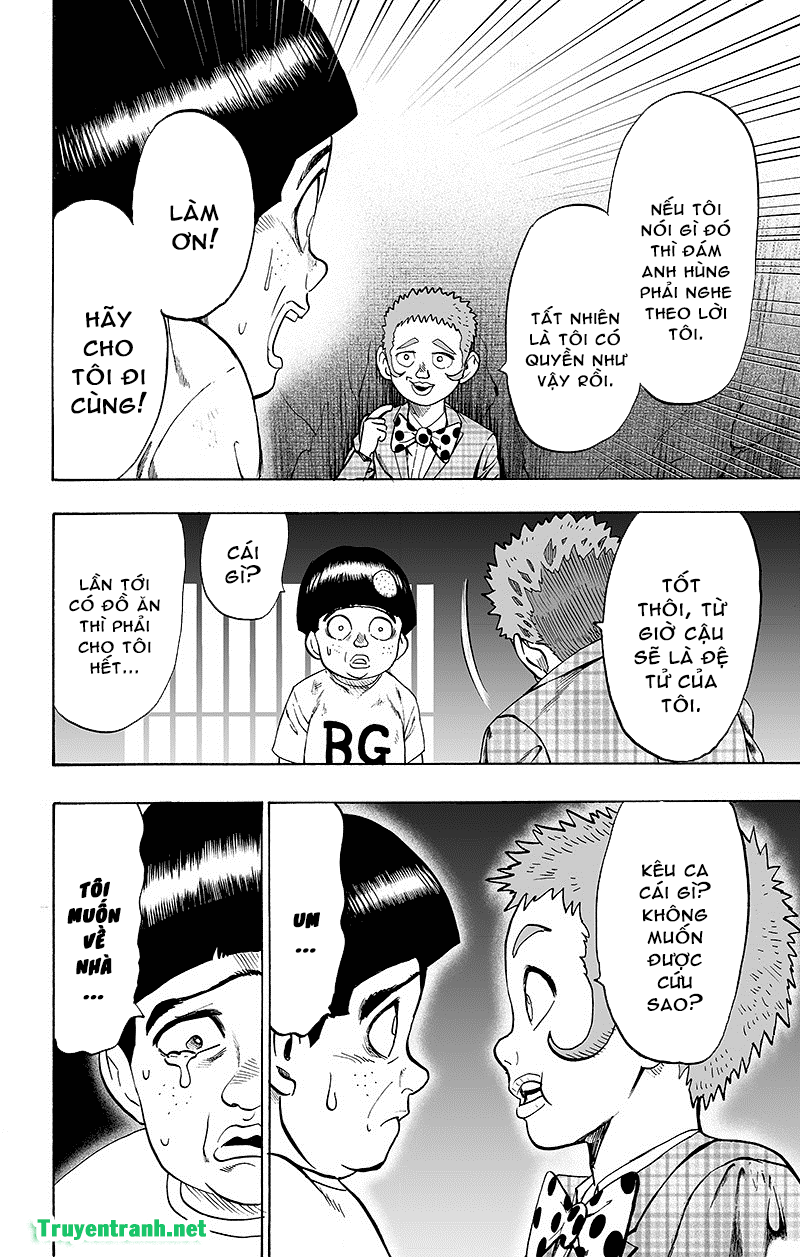 NẾU TÔI
NÓI GÌ ĐÓ
THÌ ĐÁM
ANH HÙNG
PHẢI NGHE
THEO LỜI
TÔI.
TẤT NHIÊN
LÀ TÔI CÓ
QUYỀN NHƯ
VẬY RỒI.
LÀM
ƠN!
HÃY
CHO
TÔI ĐI
CÙNG!
TỐT
THÔI, TỪ
GIỜ CẬU
SẼ LÀ ĐỆ
TỬ CỦA
TÔI.
CÁI
GÌ?
LẦN TỚI
CÓ ĐỒ ĂN
THÌ PHẢI
CHO TÔI
HẾT...
BG
KÊU CA
CÁI GÌ?
KHÔNG
MUỐN
ĐƯỢC
CỨU
SAO?
UM
...
TÔI
MUỐN
VỀ
NHÀ
...
Truyentranh.net